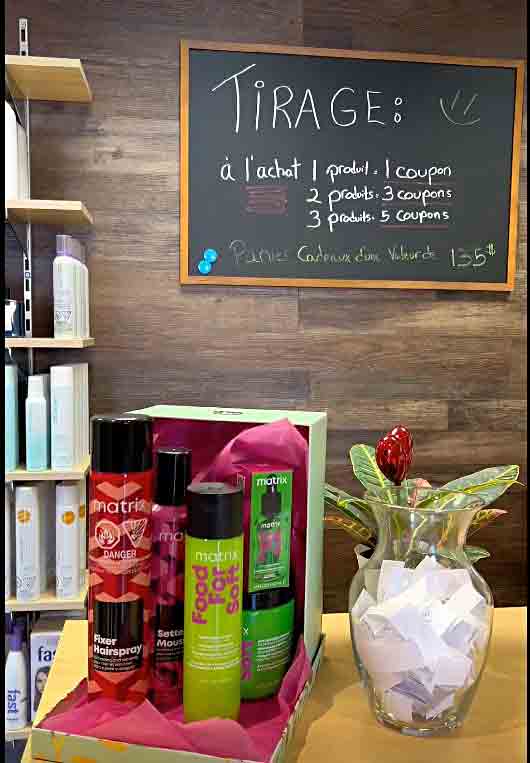 TIRAGE:
à l'achat 1 produit = 1 coupon
2 produits = 3 coupons
3 produits = 5 coupons
Panier Cadeaux d'une Valeur de 135$
matrix
DANGER
Fixer
Hairspray
matrix
Food
For
Soft
matrix
matrix
fast